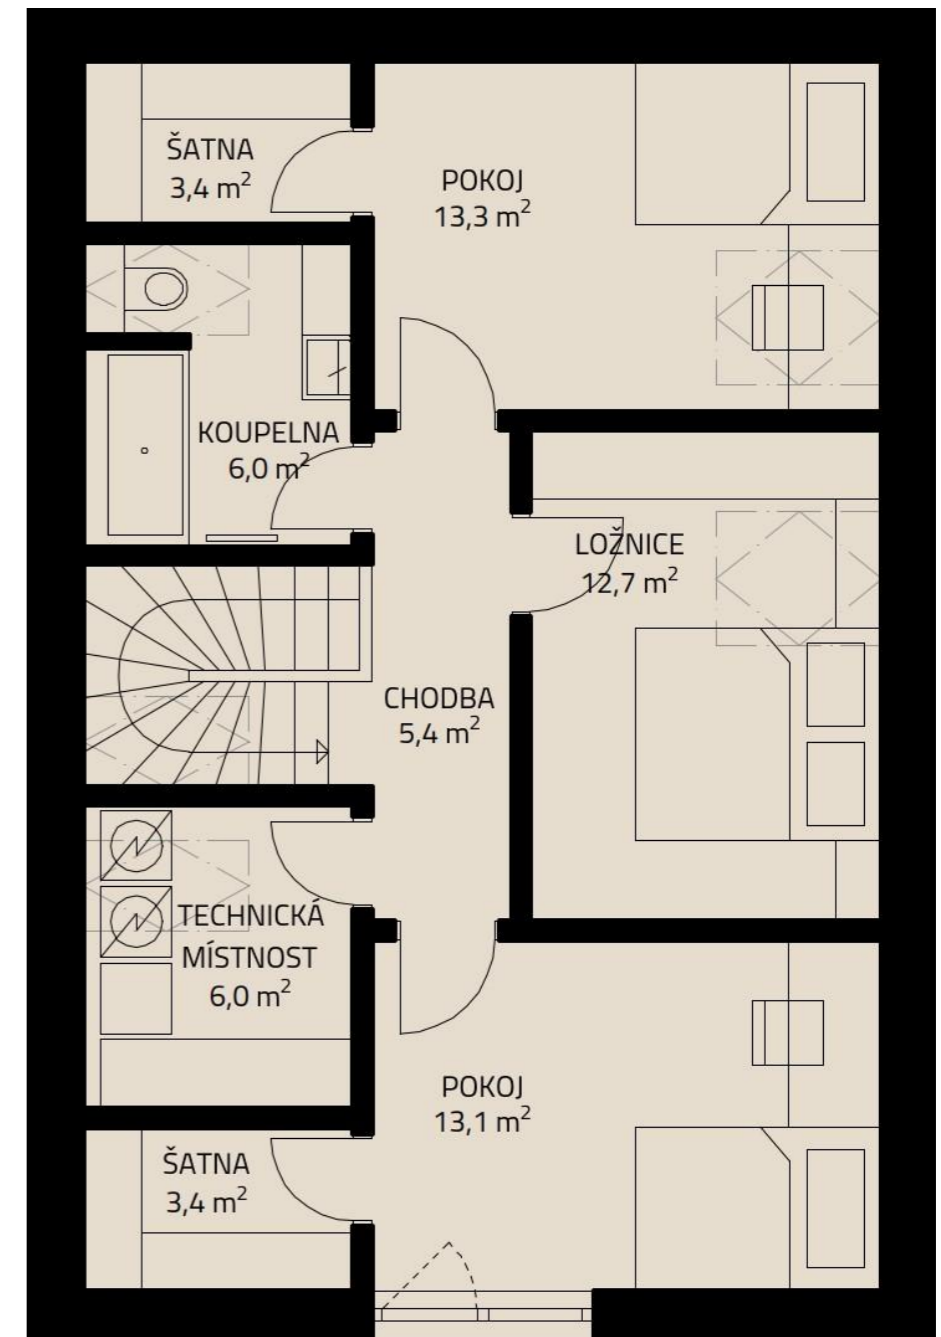 ŠATNA
3,4 m²
POKOJ
13,3 m²
KOUPELNA
6,0 m²
LOŽNICE
12,7 m²
CHODBA
5,4 m²
TECHNICKÁ
MÍSTNOST
6,0 m²
POKOJ
13,1 m²
ŠATNA
3,4 m²